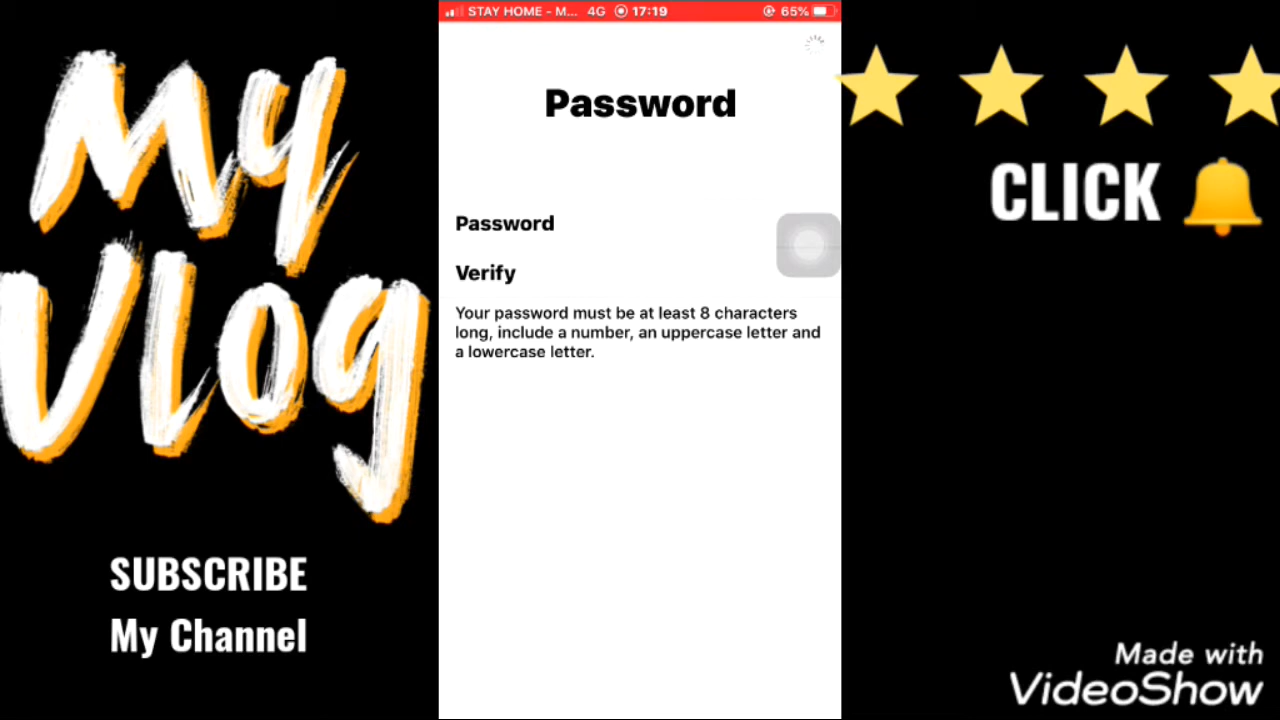 My
Vlog
SUBSCRIBE
My Channel
STAY HOME - M... 4G 17:19 65%
Password
Password
Verify
Your password must be at least 8 characters
long, include a number, an uppercase letter and
a lowercase letter.
CLICK
Made with
VideoShow